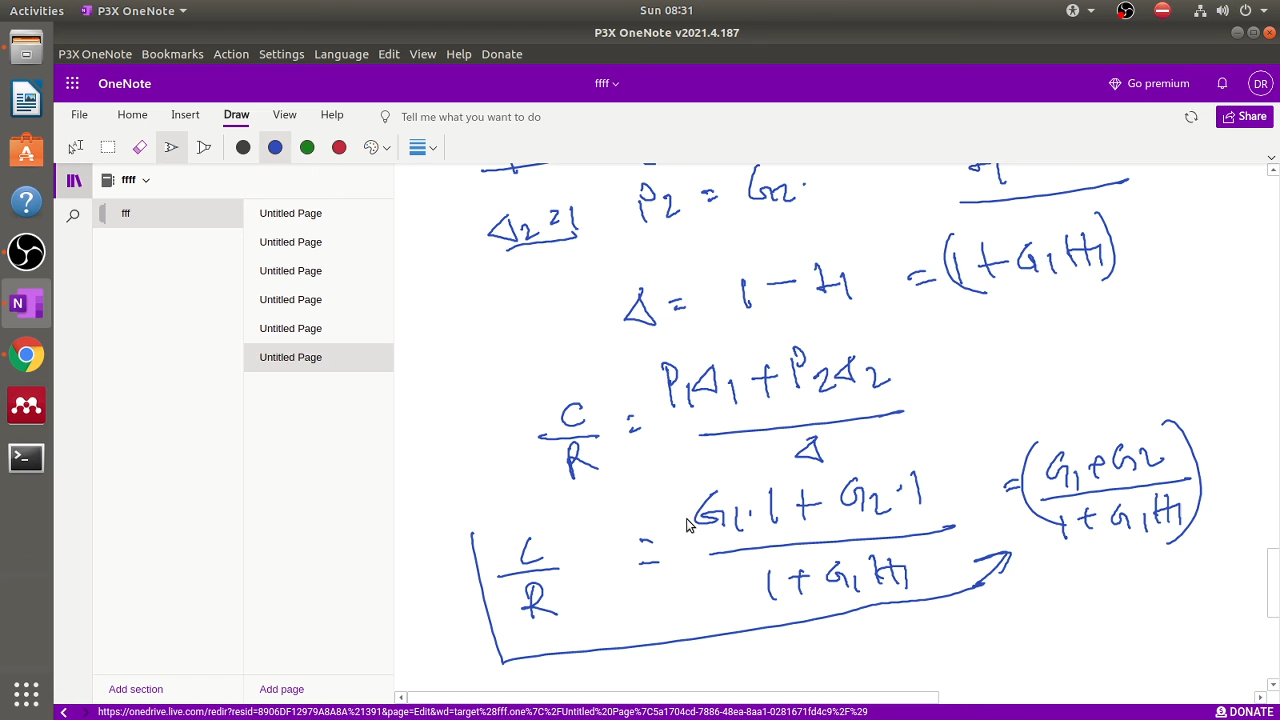 Activities P3X OneNote Sun 08:31
P3X OneNote v2021.4.187
P3X OneNote Bookmarks Action Settings Language Edit View Help Donate
OneNote ffff Go premium DR
File Home Insert Draw View Help Tell me what you want to do Share
ffff
fff
Untitled Page
Untitled Page
Untitled Page
Untitled Page
Untitled Page
Untitled Page
P2 = G2.
Δ2 = 1
Δ = 1 - L1 = (1 + G1H1)
C/R = P1Δ1 + P2Δ2 / Δ
C/R = G1.1 + G2.1 / 1 + G1H1 = (G1 + G2 / 1 + G1H1)
Add section Add page
https://onedrive.live.com/redir?resid=8906DF12979A8A8A%21391&page=Edit&wd=target%28fff.one%7C%2FUntitled%20Page%7C5a1704cd-7886-48ea-8aa1-0281671fd4c9%2F%29 DONATE